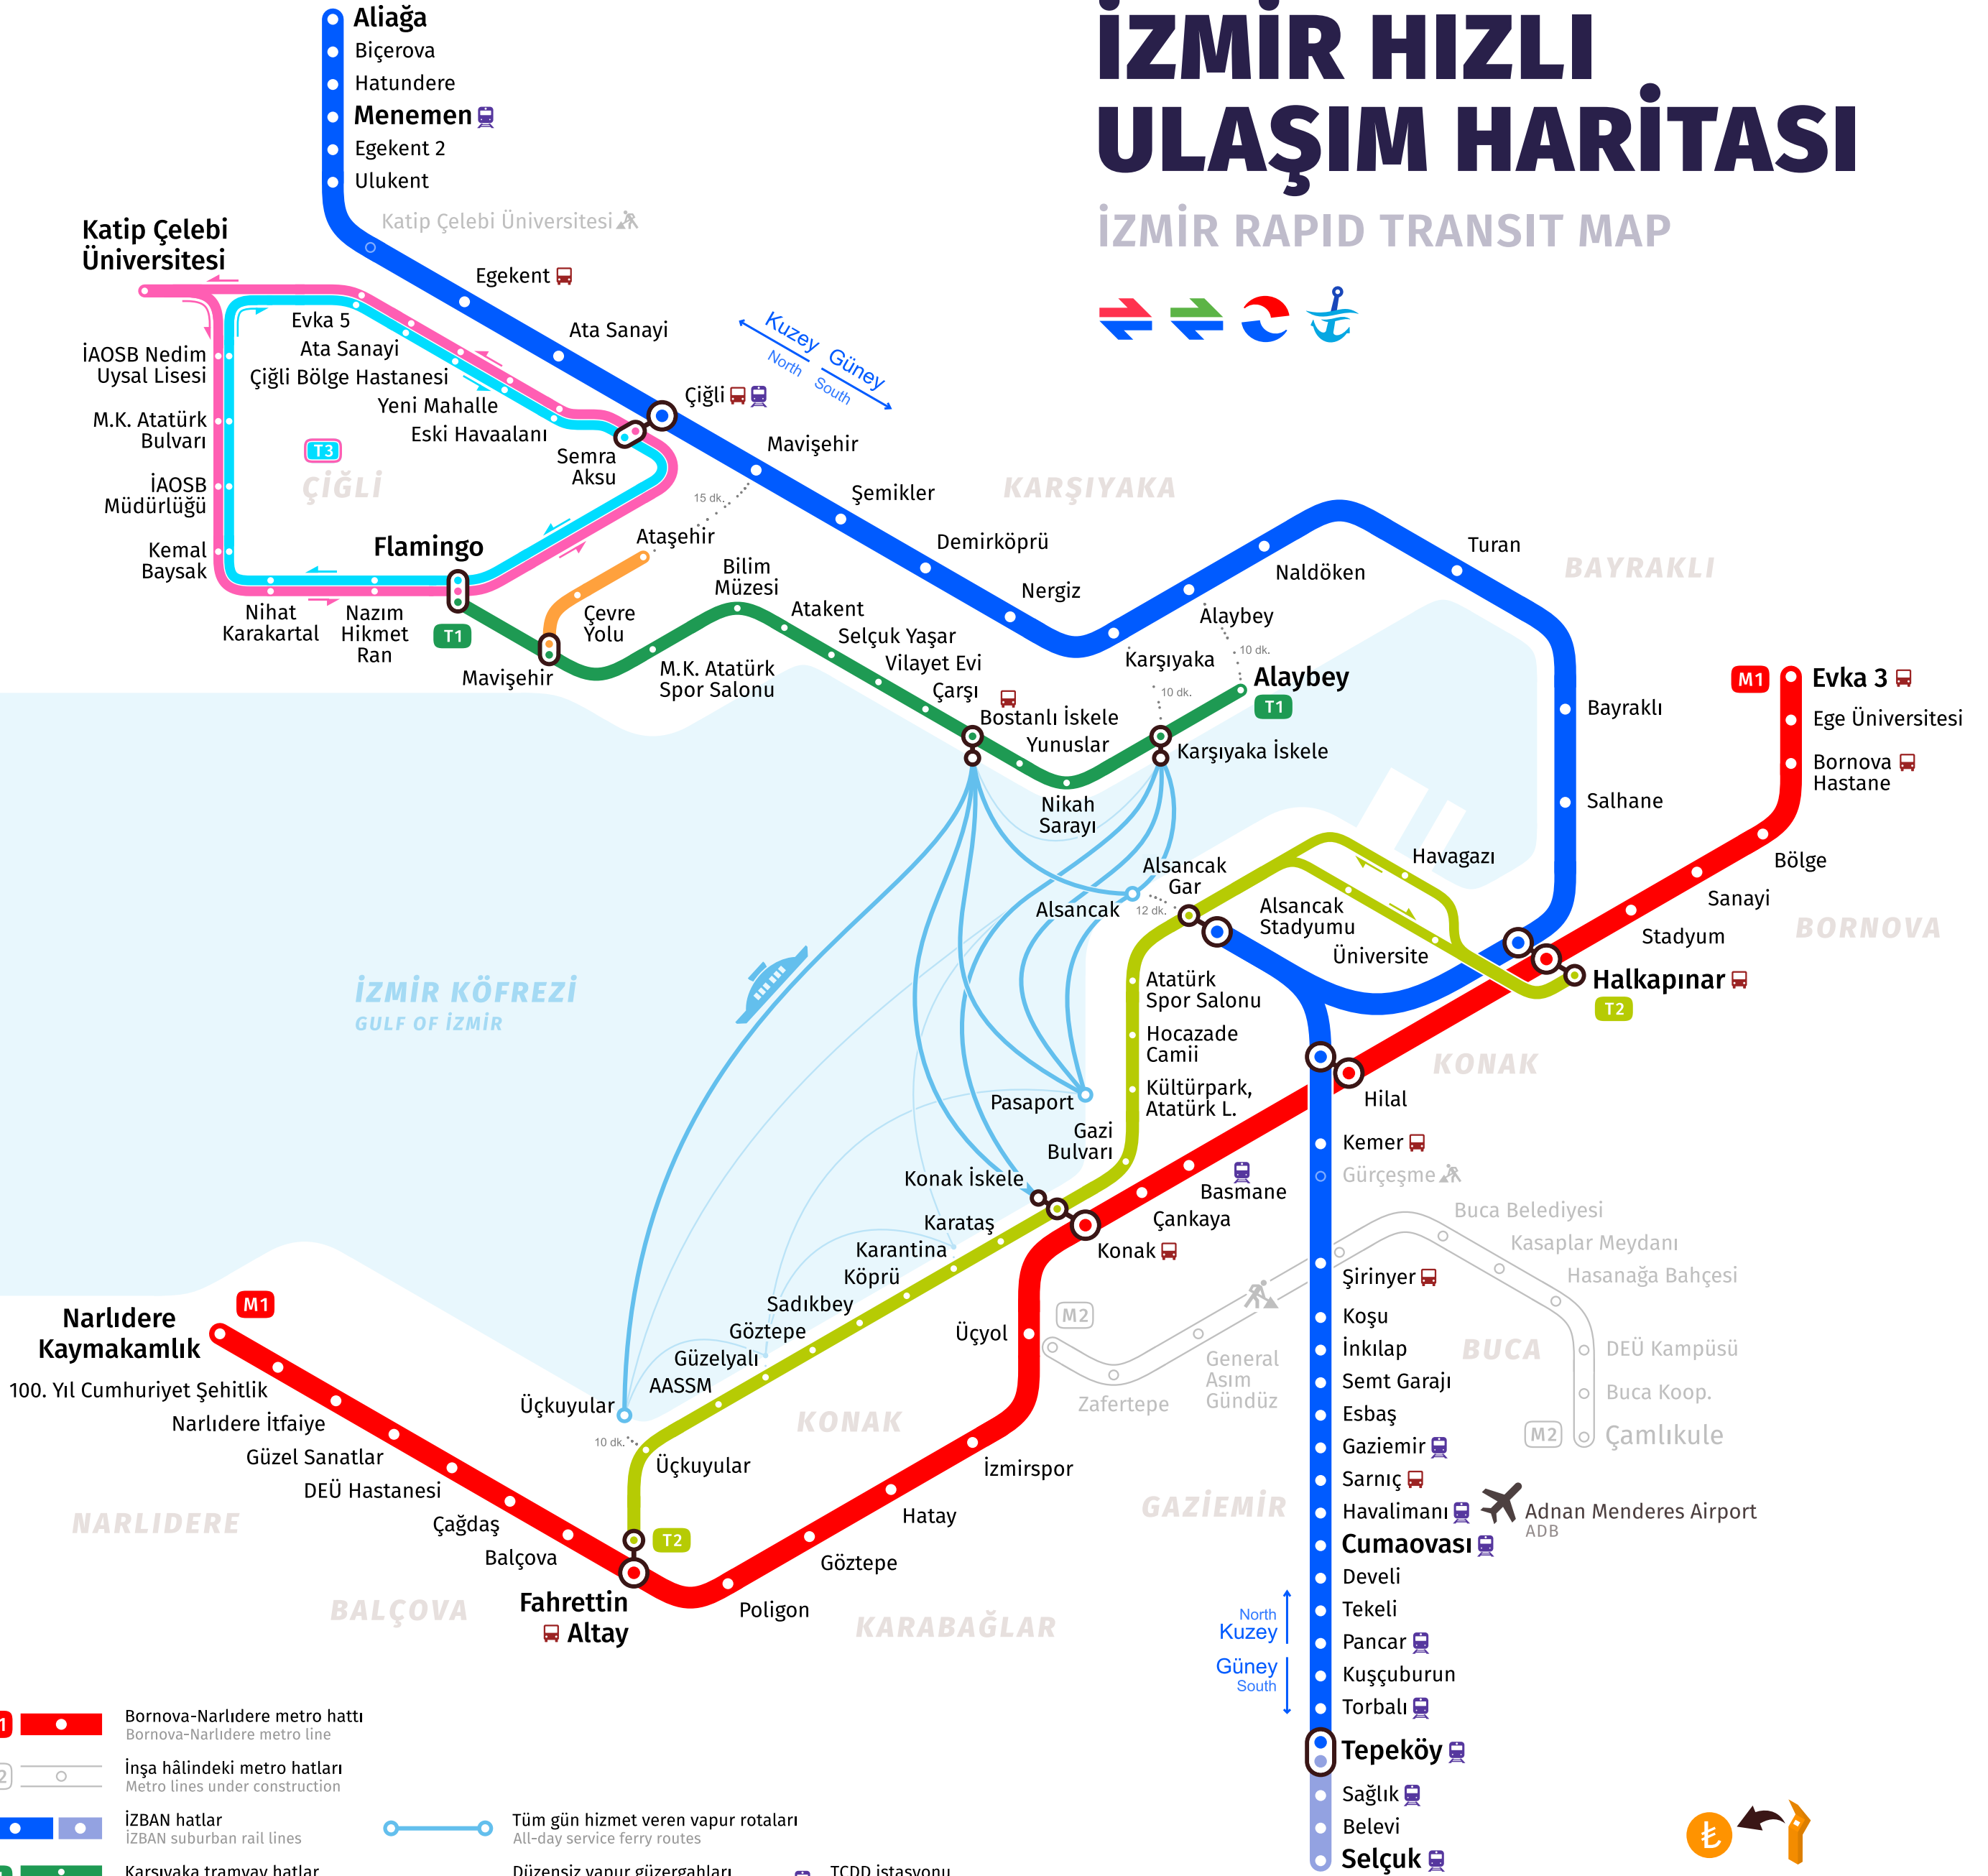 İZMİR HIZLI
ULAŞIM HARİTASI
İZMİR RAPID TRANSIT MAP
Aliağa
Biçerova
Hatundere
Menemen
Egekent 2
Ulukent
Katip Çelebi Üniversitesi
Egekent
Ata Sanayi
Kuzey
North
Güney
South
Çiğli
Mavişehir
Şemikler
Demirköprü
Nergiz
Karşıyaka
10 dk.
Alaybey
10 dk.
Naldöken
Turan
Bayraklı
Salhane
Katip Çelebi
Üniversitesi
Evka 5
Ata Sanayi
Çiğli Bölge Hastanesi
Yeni Mahalle
Eski Havaalanı
Semra
Aksu
İAOSB Nedim
Uysal Lisesi
M.K. Atatürk
Bulvarı
İAOSB
Müdürlüğü
Kemal
Baysak
Nihat
Karakartal
Nazım
Hikmet
Ran
T3
ÇİĞLİ
Flamingo
T1
15 dk.
Ataşehir
Çevre
Yolu
Mavişehir
M.K. Atatürk
Spor Salonu
Bilim
Müzesi
Atakent
Selçuk Yaşar
Vilayet Evi
Çarşı
Bostanlı İskele
Yunuslar
Nikah
Sarayı
Karşıyaka İskele
Alaybey
T1
KARŞIYAKA
BAYRAKLI
M1
Evka 3
Ege Üniversitesi
Bornova
Hastane
Bölge
Sanayi
Stadyum
BORNOVA
Halkapınar
T2
Havagazı
Alsancak
Stadyumu
Üniversite
Alsancak
Gar
Alsancak
12 dk.
Atatürk
Spor Salonu
Hocazade
Camii
Kültürpark,
Atatürk L.
Gazi
Bulvarı
Pasaport
KONAK
Hilal
Basmane
Çankaya
Konak
Konak İskele
Karataş
Karantina
Köprü
Sadıkbey
Göztepe
Güzelyalı
AASSM
Üçkuyular
10 dk.
Üçkuyular
T2
İZMİR KÖFREZİ
GULF OF İZMİR
Narlıdere
Kaymakamlık
M1
100. Yıl Cumhuriyet Şehitlik
Narlıdere İtfaiye
Güzel Sanatlar
DEÜ Hastanesi
Çağdaş
Balçova
Fahrettin
Altay
Poligon
Göztepe
Hatay
İzmirspor
Üçyol
NARLIDERE
BALÇOVA
KARABAĞLAR
KONAK
GAZİEMİR
BUCA
M2
Zafertepe
General
Asım
Gündüz
Buca Belediyesi
Kasaplar Meydanı
Hasanağa Bahçesi
DEÜ Kampüsü
Buca Koop.
M2
Çamlıkule
Kemer
Gürçeşme
Şirinyer
Koşu
İnkılap
Semt Garajı
Esbaş
Gaziemir
Sarnıç
Havalimanı
Adnan Menderes Airport
ADB
Cumaovası
Develi
Tekeli
Pancar
Kuşçuburun
Torbalı
Tepeköy
Sağlık
Belevi
Selçuk
North
Kuzey
Güney
South
1
Bornova-Narlıdere metro hattı
Bornova-Narlıdere metro line
2
İnşa hâlindeki metro hatları
Metro lines under construction
İZBAN hatlar
İZBAN suburban rail lines
Tüm gün hizmet veren vapur rotaları
All-day service ferry routes
Karşıyaka tramvay hatlar
Düzensiz vapur güzergahları
TCDD istasyonu
₺